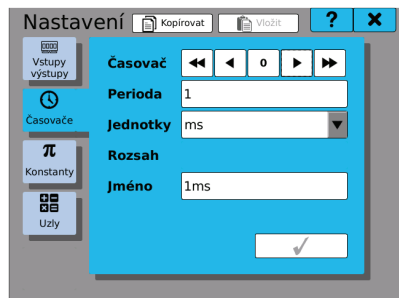 Nastavení Kopírovat Vložit ? ✖
Vstupy
výstupy
Časovače
π
Konstanty
Uzly
Časovač 0
Perioda 1
Jednotky ms
Rozsah
Jméno 1ms